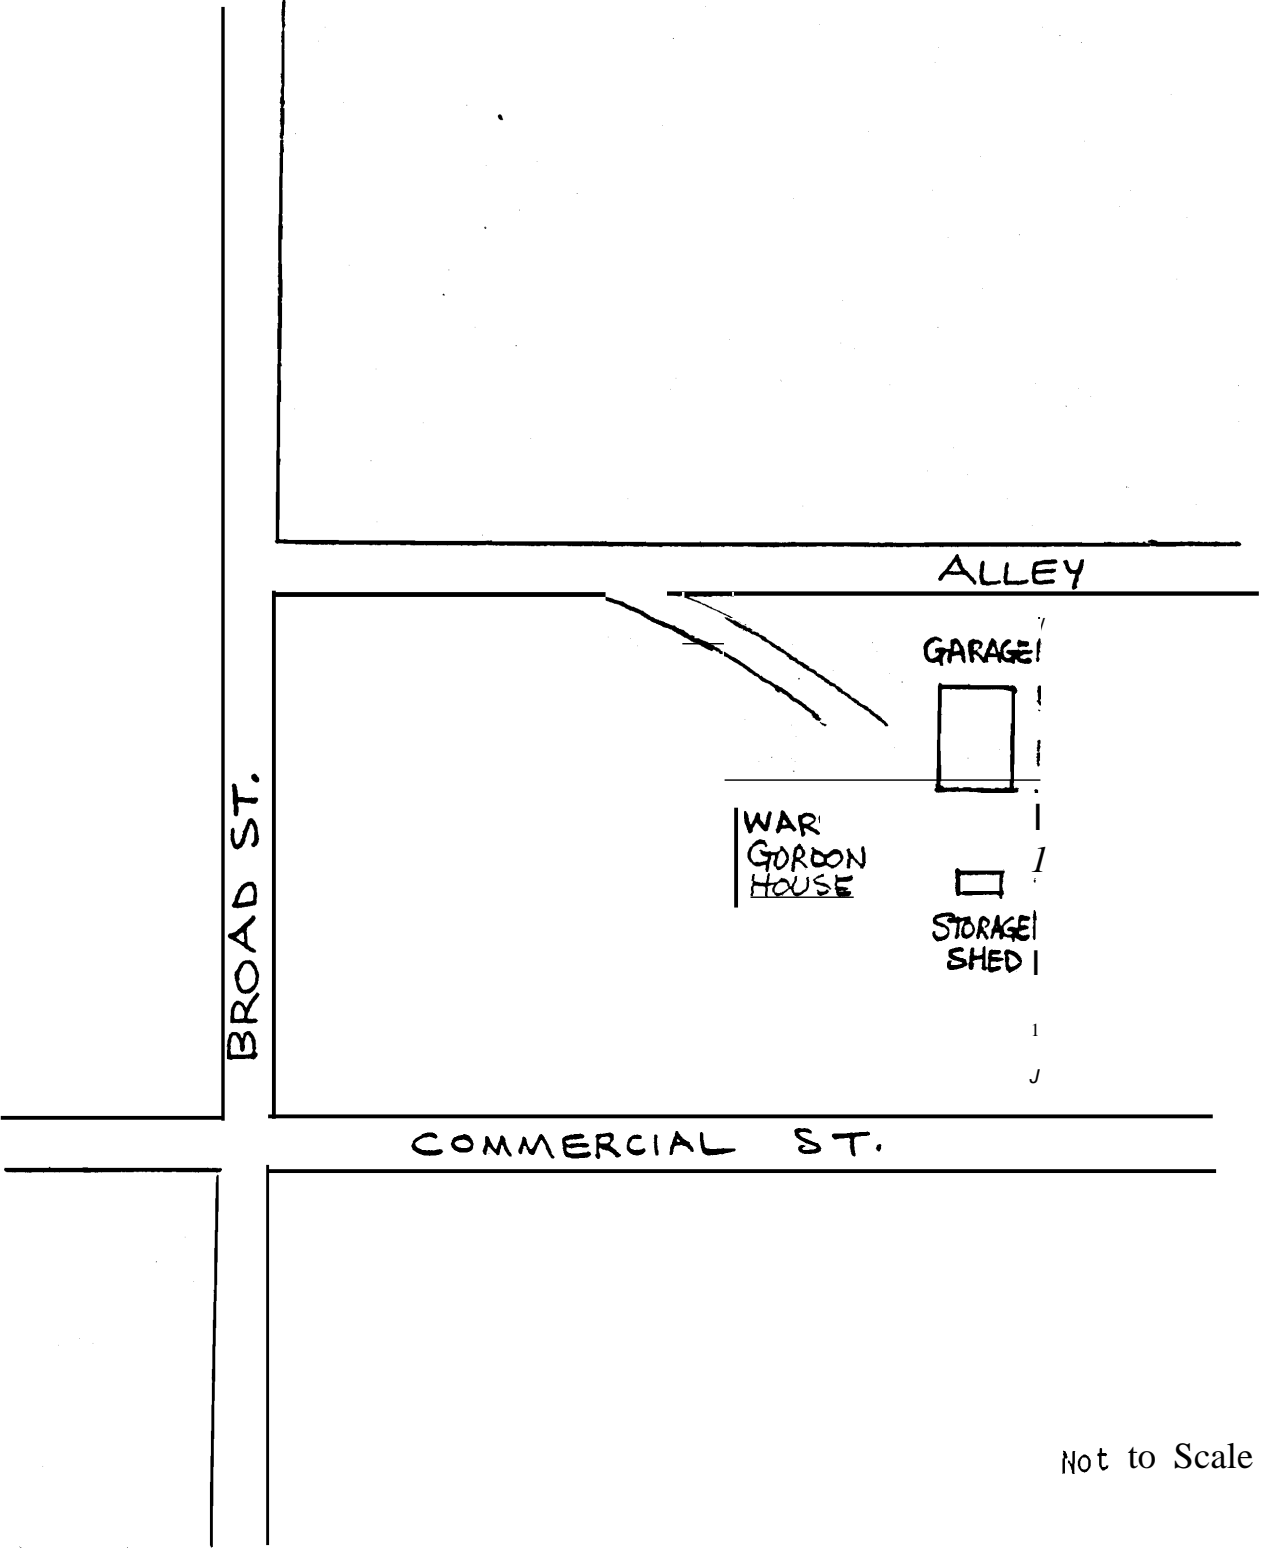 ALLEY
GARAGE
WAR
GORDON
HOUSE
STORAGE
SHED
BROAD ST.
COMMERCIAL ST.
Not to Scale